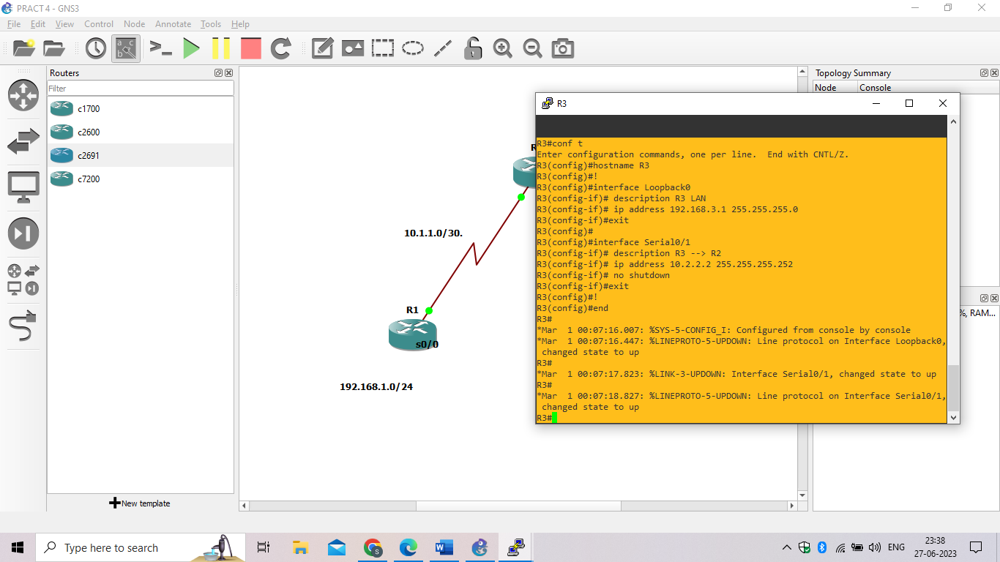 PRACT 4 - GNS3
File Edit View Control Node Annotate Tools Help
Routers
Filter
c1700
c2600
c2691
c7200
New template
10.1.1.0/30.
R1
s0/0
192.168.1.0/24
Topology Summary
Node Console
%, RAM...
R3
R3#conf t
Enter configuration commands, one per line.  End with CNTL/Z.
R3(config)#hostname R3
R3(config)#!
R3(config)#interface Loopback0
R3(config-if)# description R3 LAN
R3(config-if)# ip address 192.168.3.1 255.255.255.0
R3(config-if)#exit
R3(config)#
R3(config)#interface Serial0/1
R3(config-if)# description R3 --> R2
R3(config-if)# ip address 10.2.2.2 255.255.255.252
R3(config-if)# no shutdown
R3(config-if)#exit
R3(config)#!
R3(config)#end
R3#
*Mar  1 00:07:16.007: %SYS-5-CONFIG_I: Configured from console by console
*Mar  1 00:07:16.447: %LINEPROTO-5-UPDOWN: Line protocol on Interface Loopback0,
changed state to up
R3#
*Mar  1 00:07:17.823: %LINK-3-UPDOWN: Interface Serial0/1, changed state to up
R3#
*Mar  1 00:07:18.827: %LINEPROTO-5-UPDOWN: Line protocol on Interface Serial0/1,
changed state to up
R3#
Type here to search
ENG
23:38
27-06-2023